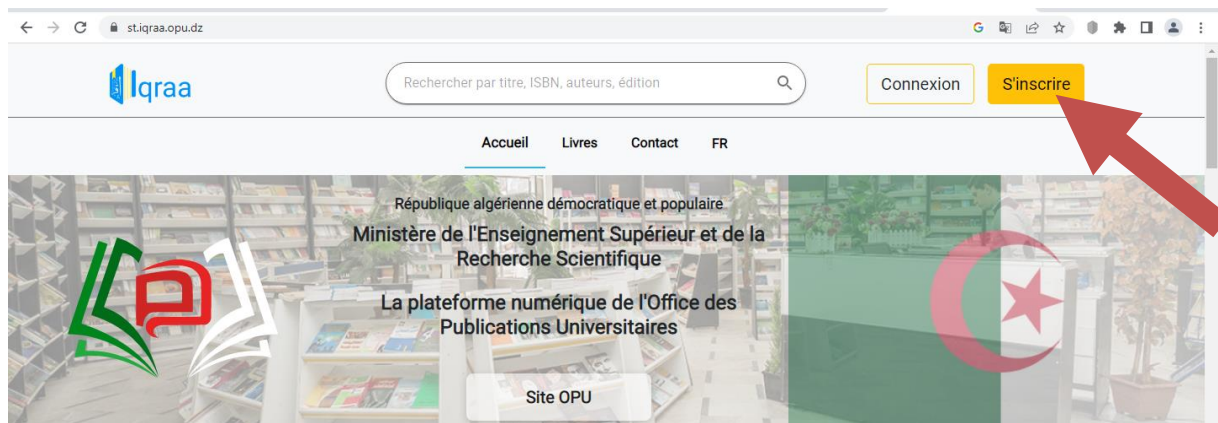 st.iqraa.opu.dz
Iqraa
Rechercher par titre, ISBN, auteurs, édition
Connexion
S'inscrire
Accueil Livres Contact FR
République algérienne démocratique et populaire
Ministère de l'Enseignement Supérieur et de la
Recherche Scientifique
La plateforme numérique de l'Office des
Publications Universitaires
Site OPU